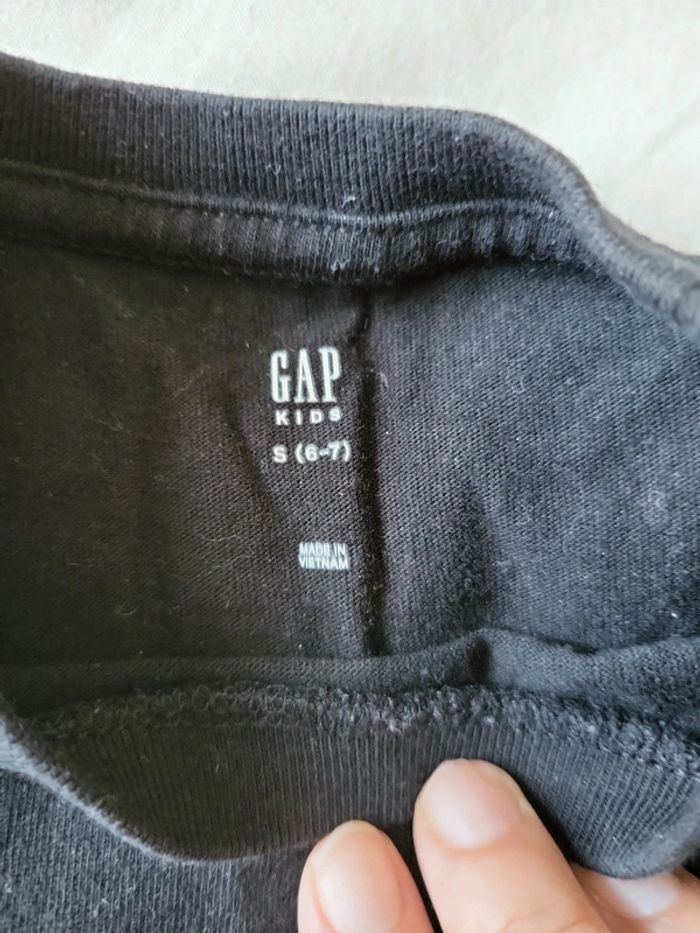 GAP
KIDS
S (6-7)
MADE IN
VIETNAM